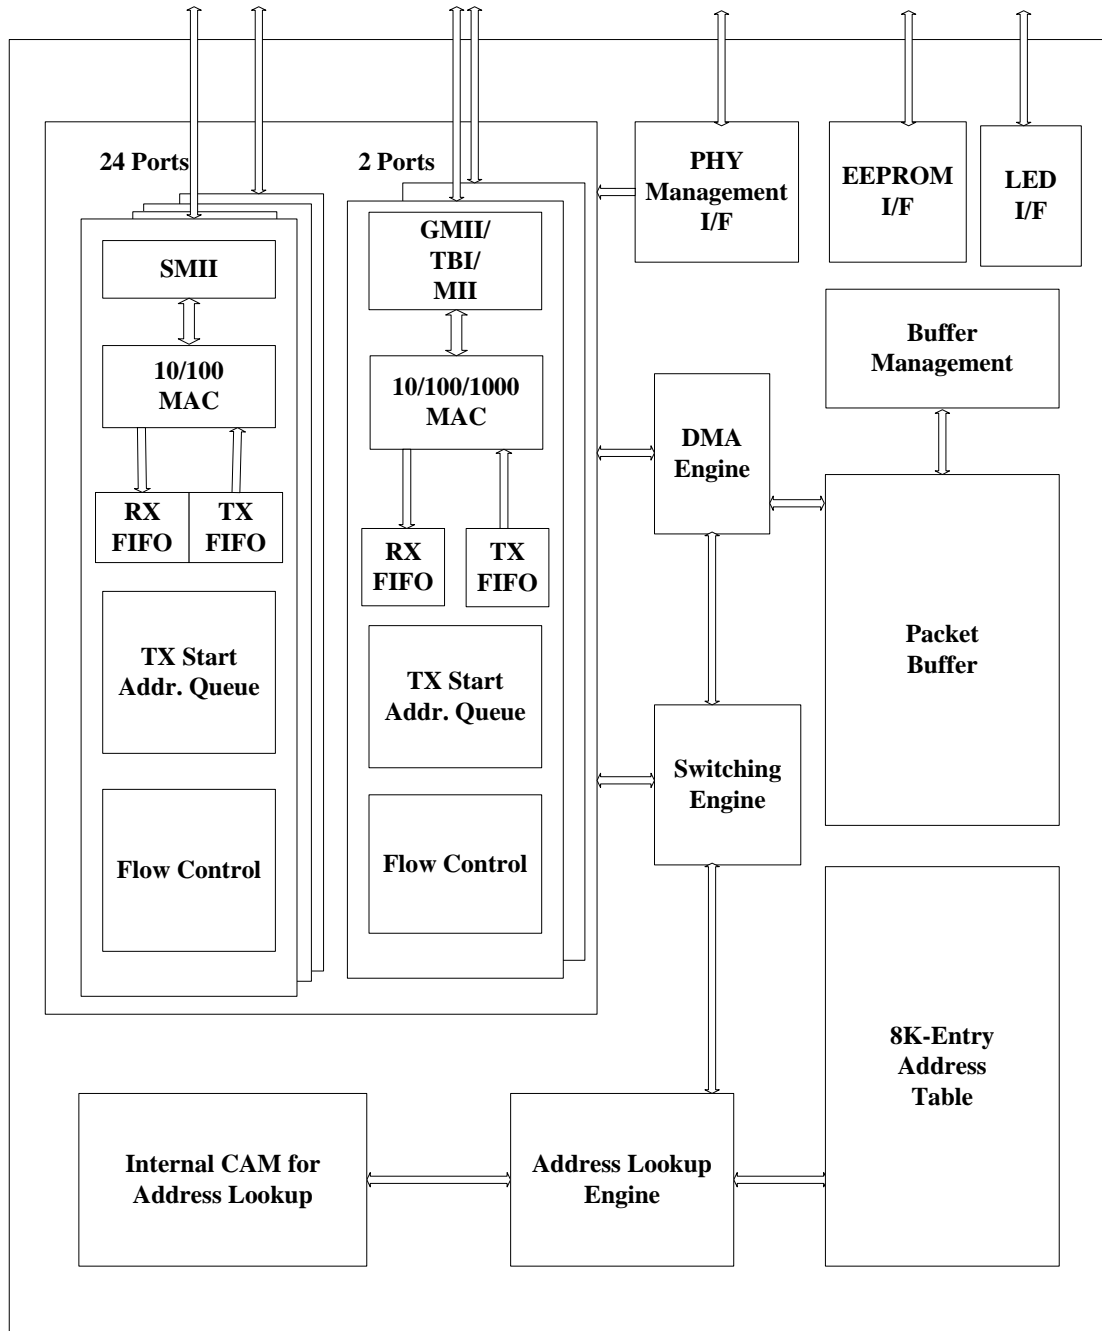 24 Ports
SMII
10/100
MAC
RX
FIFO
TX
FIFO
TX Start
Addr. Queue
Flow Control
2 Ports
GMII/
TBI/
MII
10/100/1000
MAC
RX
FIFO
TX
FIFO
TX Start
Addr. Queue
Flow Control
PHY
Management
I/F
EEPROM
I/F
LED
I/F
Buffer
Management
DMA
Engine
Packet
Buffer
Switching
Engine
8K-Entry
Address
Table
Internal CAM for
Address Lookup
Address Lookup
Engine